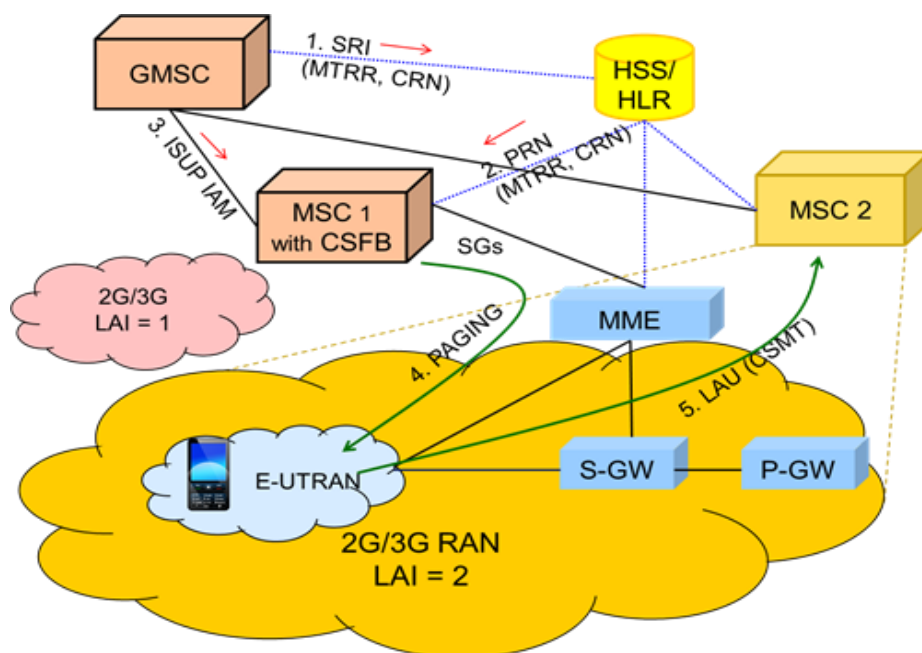 1. SRI
(MTRR, CRN)
GMSC
HSS/
HLR
3. ISUP IAM
2. PRN
(MTRR, CRN)
MSC 1
with CSFB
MSC 2
SGs
2G/3G
LAI = 1
MME
4. PAGING
5. LAU (CSMT)
E-UTRAN
S-GW
P-GW
2G/3G RAN
LAI = 2